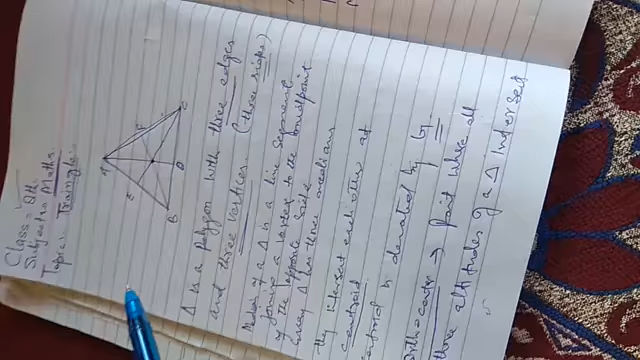 Class - 8th
Subject - Maths.
Topic - Triangle.
A
E
F
B
D
C
Δ is a polygon with three edges
and three vertices. (three sides)
Median of a Δ is a line segment
joining a vertex to the midpoint
of the opposite side
Every Δ has three medians
they intersect each other at
centroid.
centroid is denoted by G.
Orthocenter → Point where all
three altitudes of a Δ intersect